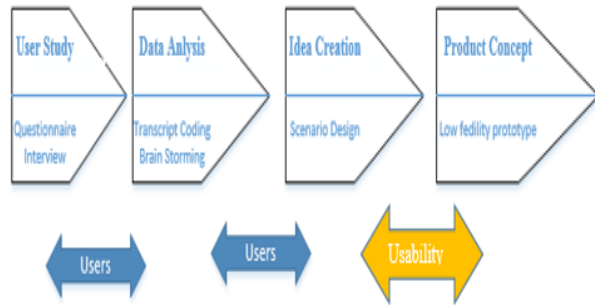 User Study
Data Anlysis
Idea Creation
Product Concept
Questionnaire
Interview
Transcript Coding
Brain Storming
Scenario Design
Low fedility prototype
Users
Users
Usability